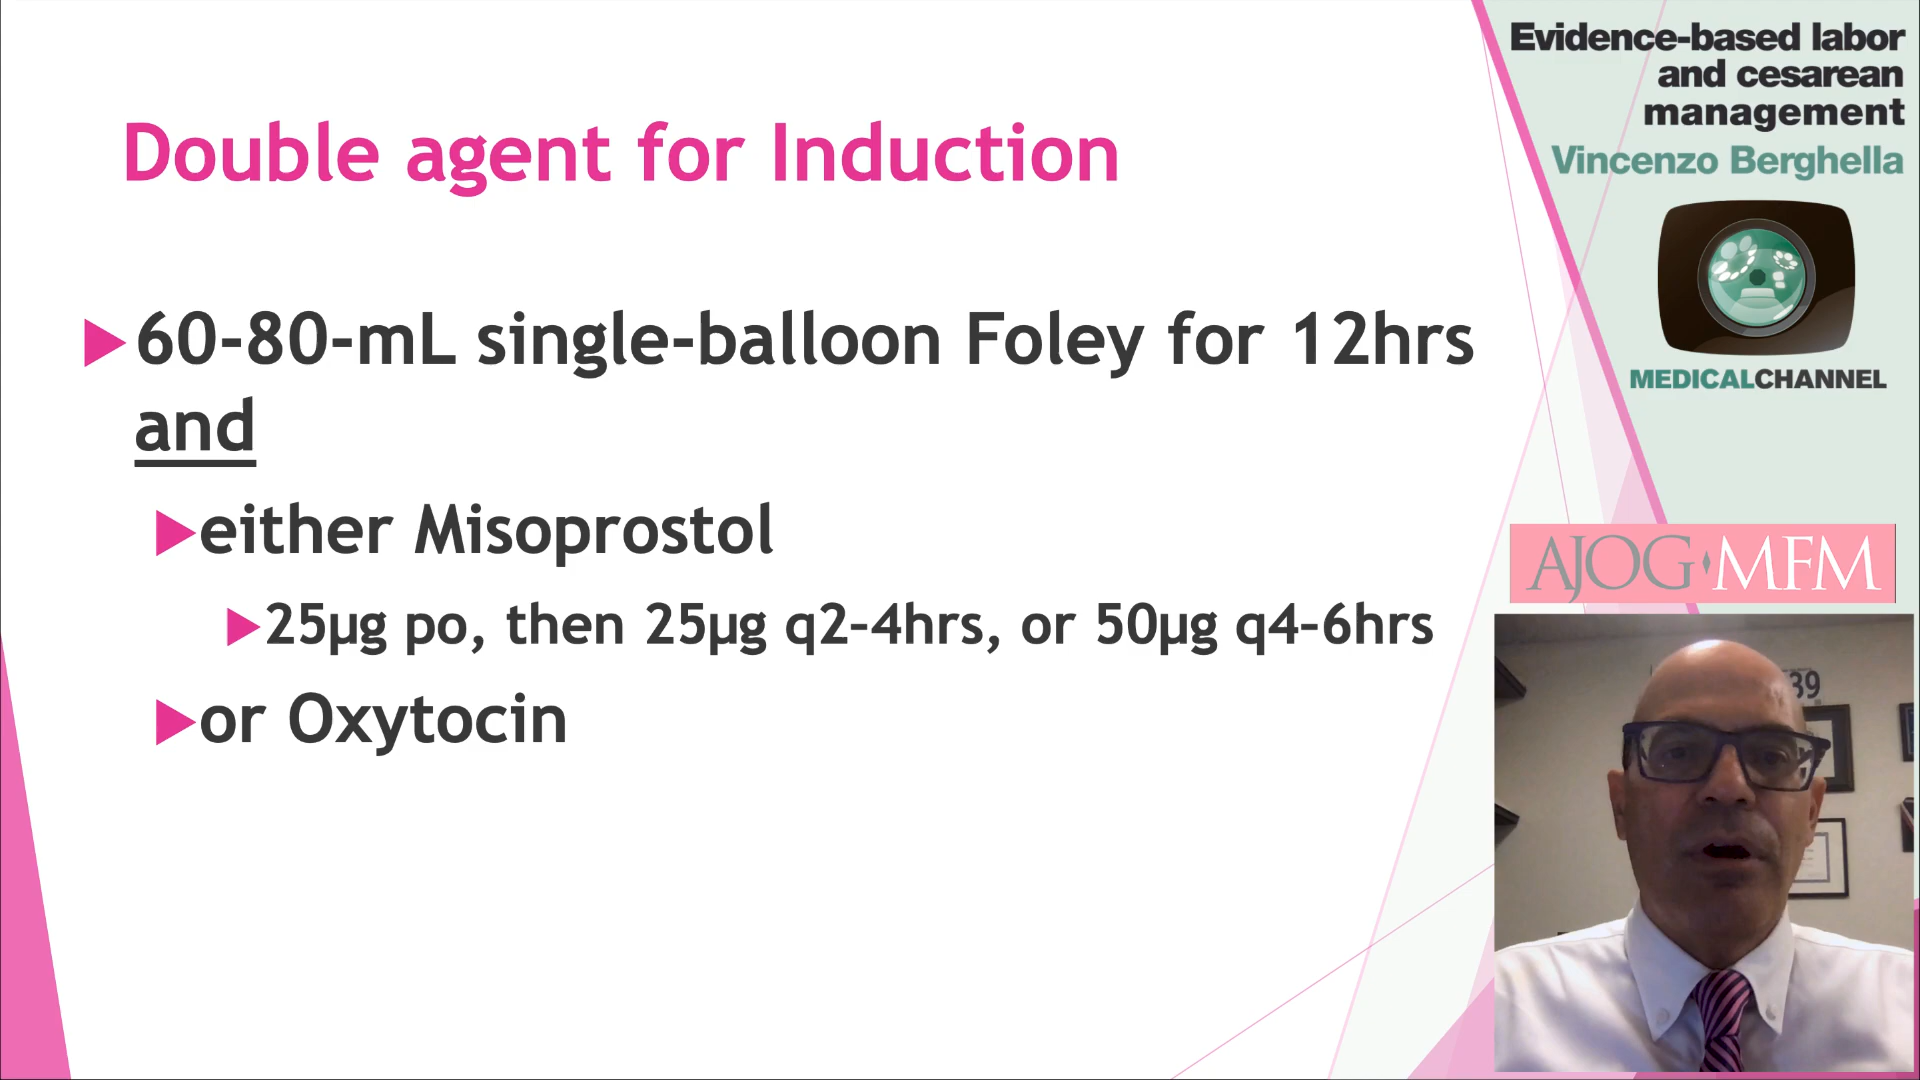 Double agent for Induction
60-80-mL single-balloon Foley for 12hrs
and
either Misoprostol
25µg po, then 25µg q2–4hrs, or 50µg q4–6hrs
or Oxytocin
Evidence-based labor
and cesarean
management
Vincenzo Berghella
MEDICALCHANNEL
AJOG MFM
39